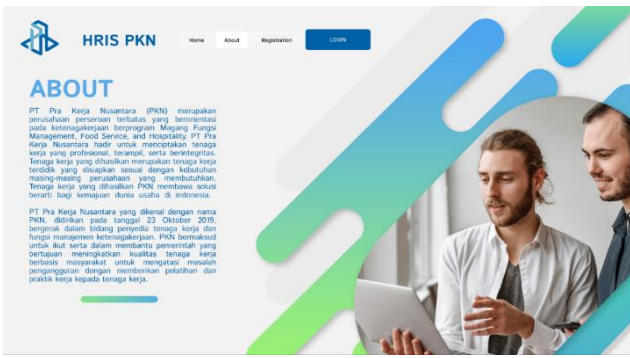 HRIS PKN
Home About Registration LOGIN
ABOUT
PT Pra Kerja Nusantara (PKN) merupakan
perusahaan perseroan terbatas yang berorientasi
pada ketenagakerjaan berprogram Magang Fungsi
Management, Food Service, and Hospitality. PT Pra
Kerja Nusantara hadir untuk menciptakan tenaga
kerja yang profesional, terampil, serta berintegritas.
Tenaga kerja yang dihasilkan merupakan tenaga kerja
terdidik yang disiapkan sesuai dengan kebutuhan
masing-masing perusahaan yang membutuhkan.
Tenaga kerja yang dihasilkan PKN membawa solusi
berarti bagi kemajuan dunia usaha di indonesia.
PT Pra Kerja Nusantara yang dikenal dengan nama
PKN, didirikan pada tanggal 23 Oktober 2019,
bergerak dalam bidang penyedia tenaga kerja dan
fungsi manajemen ketenagakerjaan. PKN bermaksud
untuk ikut serta dalam membantu pemerintah yang
bertujuan meningkatkan kualitas tenaga kerja
berbasis masyarakat untuk mengatasi masalah
pengangguran dengan memberikan pelatihan dan
praktik kerja kepada tenaga kerja.